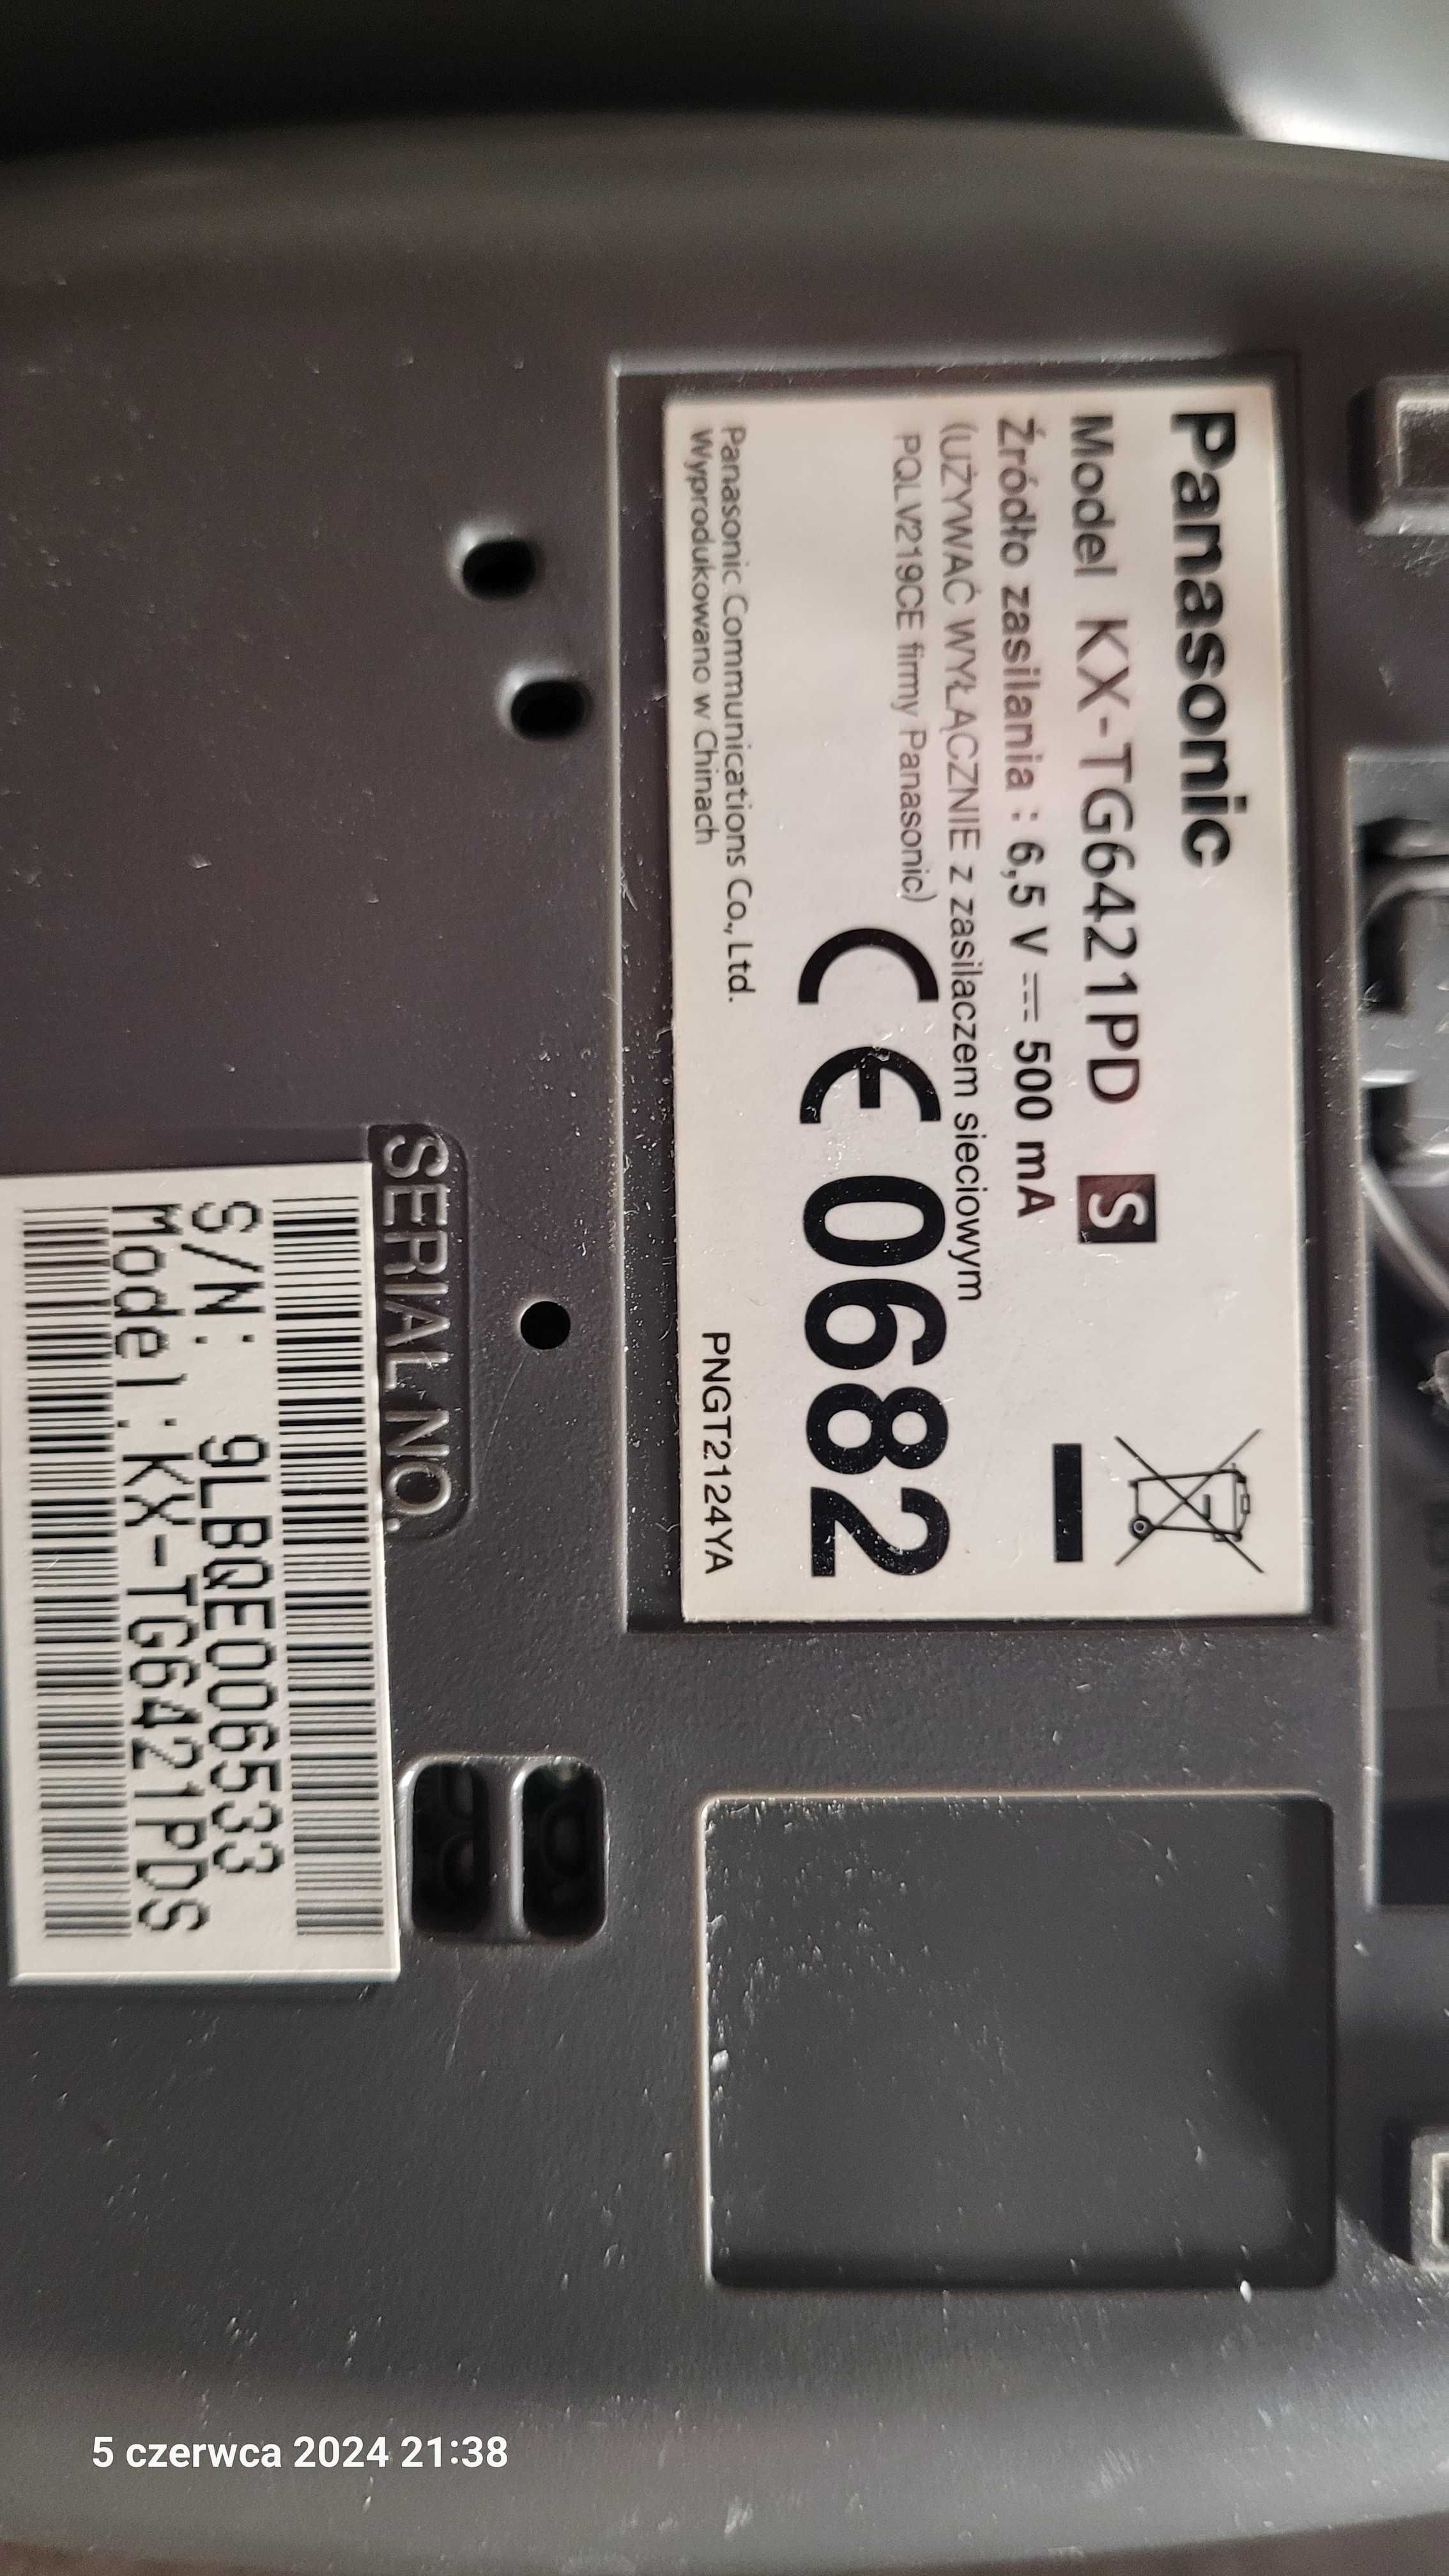 Panasonic
Model KX-TG6421PD S
Źródło zasilania : 6,5 V 500 mA
(UŻYWAĆ WYŁĄCZNIE z zasilaczem sieciowym
PQLV219CE firmy Panasonic)
CE 0682
Panasonic Communications Co., Ltd.
Wyprodukowano w Chinach
PNGT2124YA
SERIAL NO.
S/N: 9LBQE006533
Model:KX-TG6421PDS
5 czerwca 2024 21:38